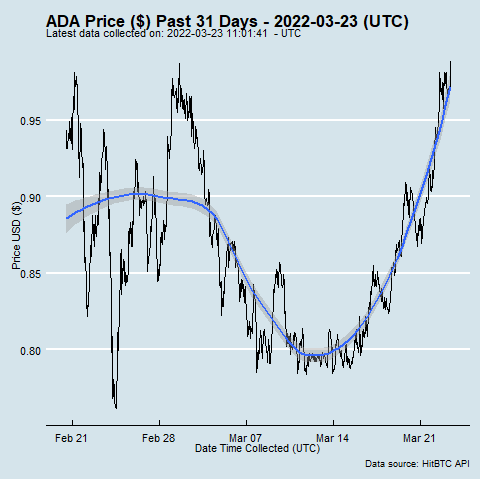 ADA Price ($) Past 31 Days - 2022-03-23 (UTC)
Latest data collected on: 2022-03-23 11:01:41 - UTC
Price USD ($)
0.95
0.90
0.85
0.80
Feb 21 Feb 28 Mar 07 Mar 14 Mar 21
Date Time Collected (UTC)
Data source: HitBTC API